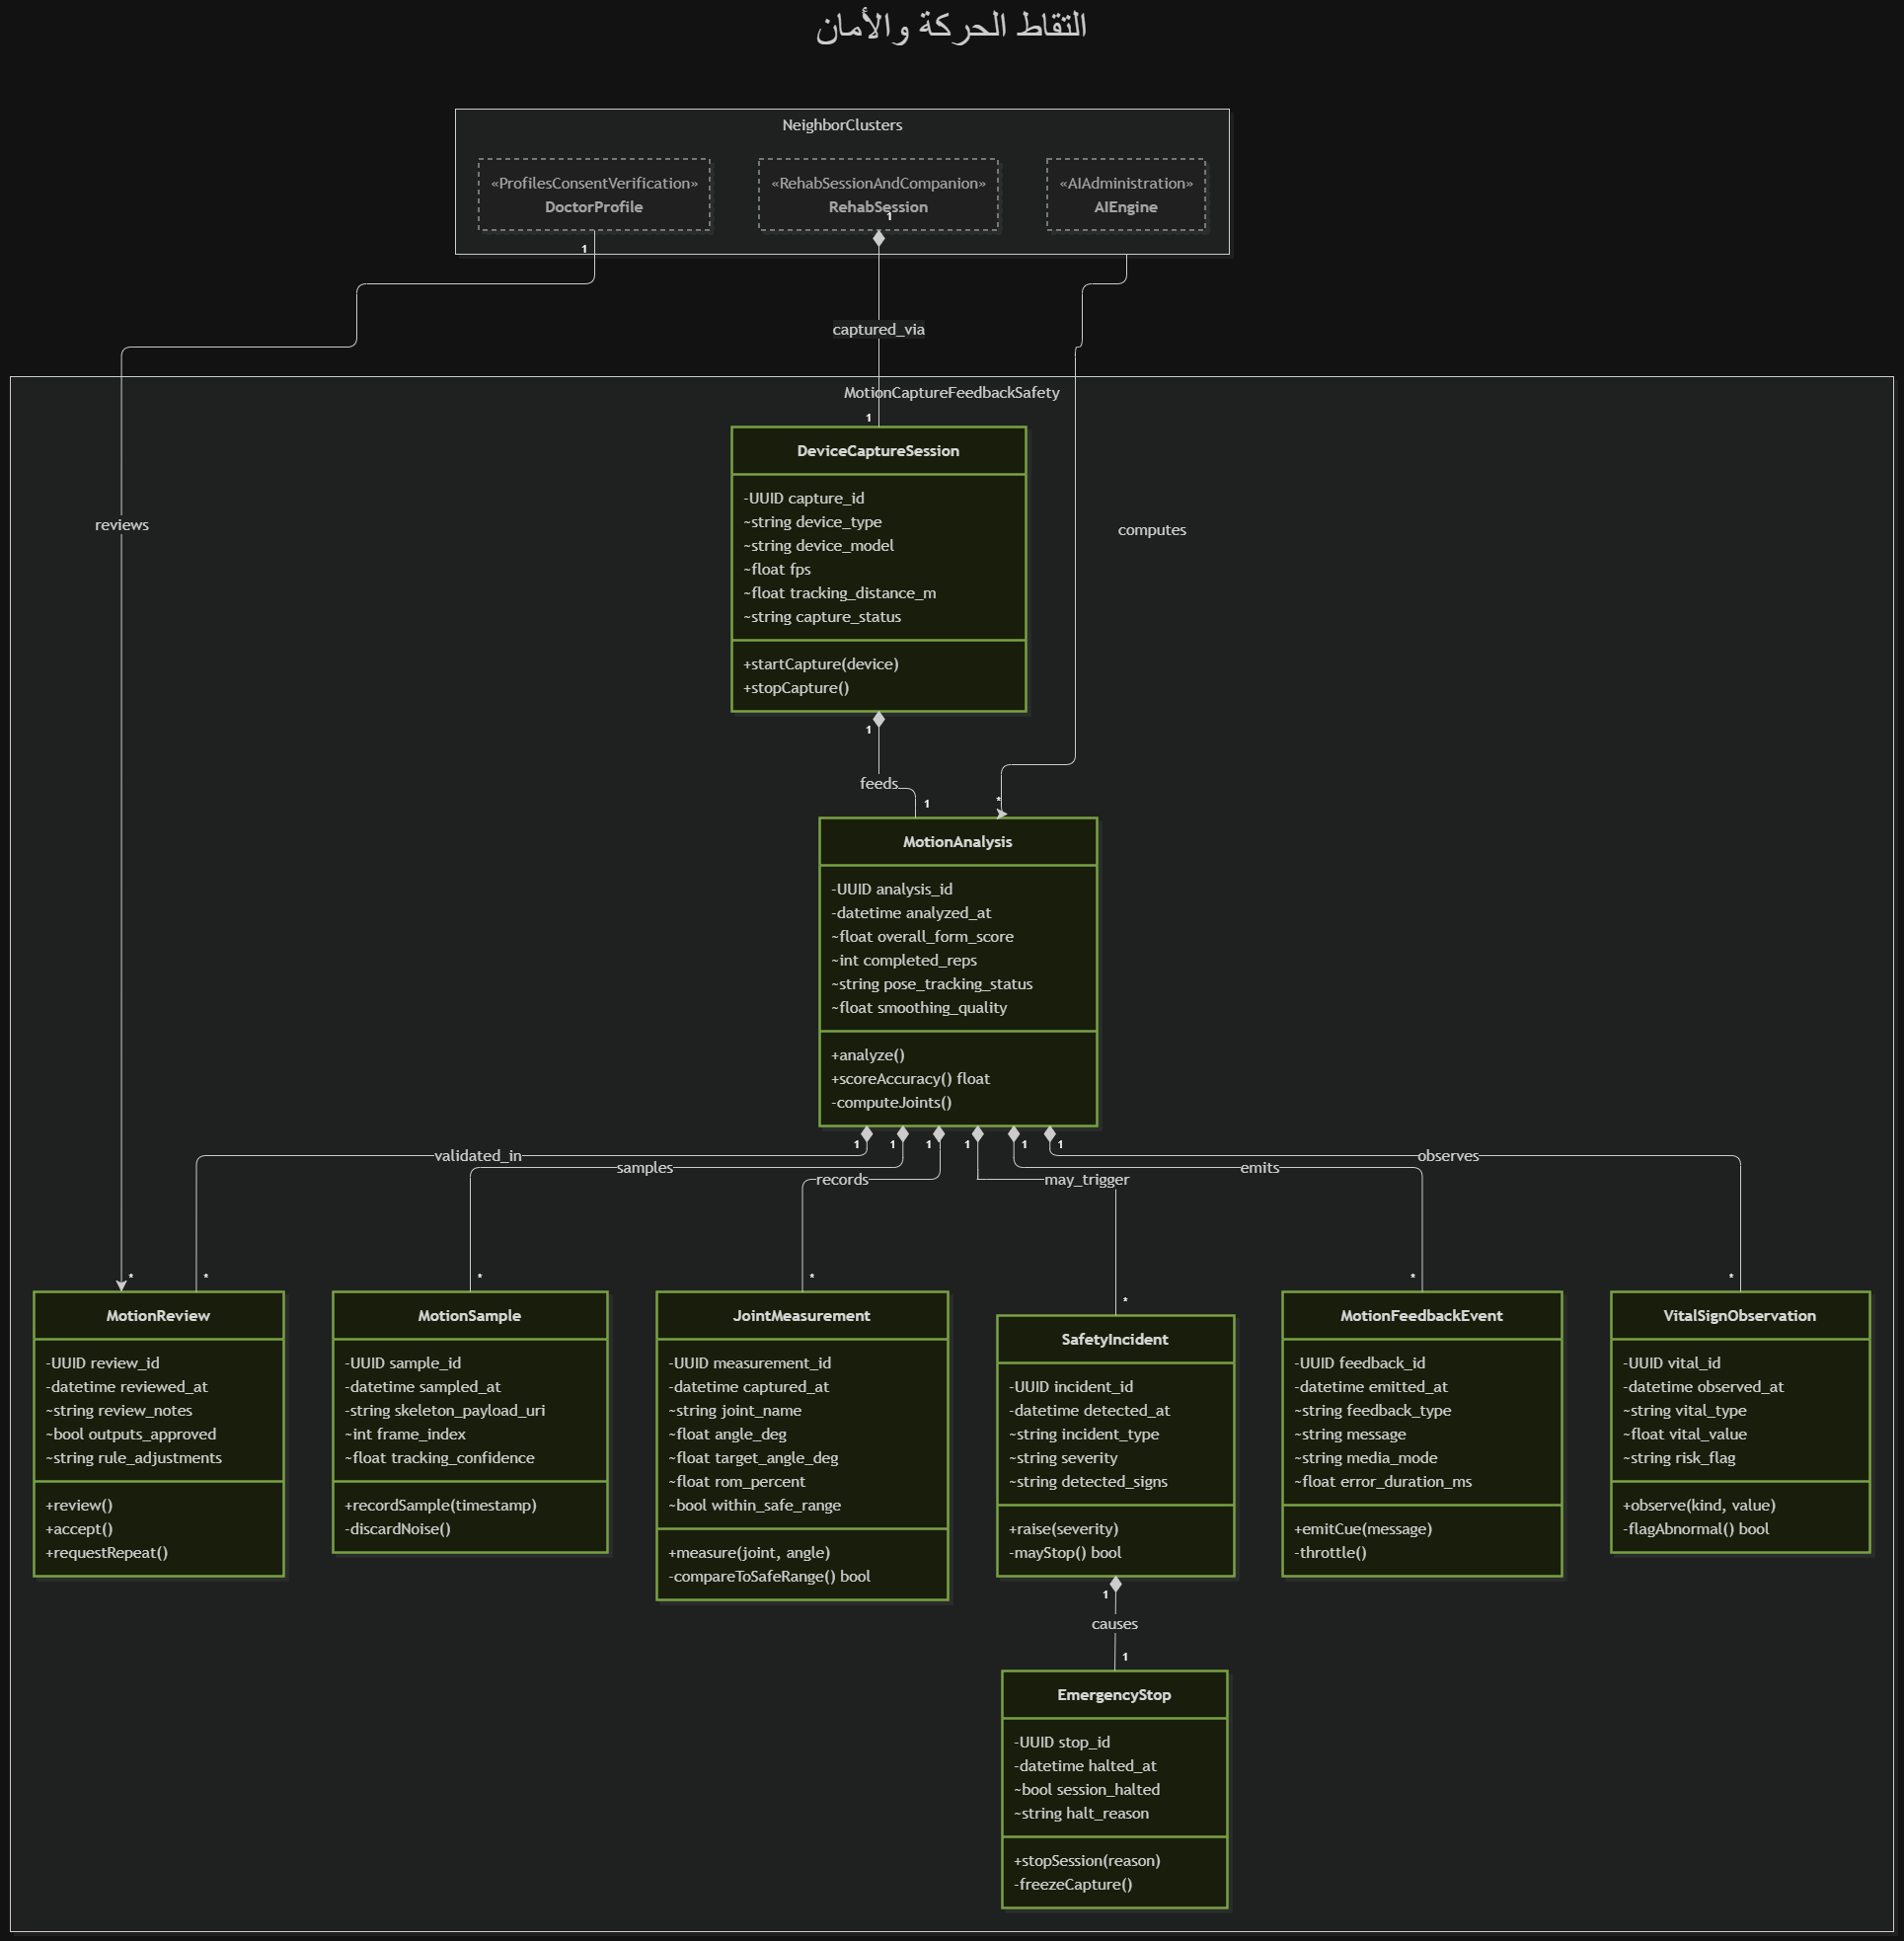 التقاط الحركة والأمان
NeighborClusters
«ProfilesConsentVerification»
DoctorProfile
«RehabSessionAndCompanion»
RehabSession
«AIAdministration»
AIEngine
1
1
captured_via
1
reviews
computes
MotionCaptureFeedbackSafety
DeviceCaptureSession
-UUID capture_id
~string device_type
~string device_model
~float fps
~float tracking_distance_m
~string capture_status
+startCapture(device)
+stopCapture()
1
feeds
1
*
MotionAnalysis
-UUID analysis_id
-datetime analyzed_at
~float overall_form_score
~int completed_reps
~string pose_tracking_status
~float smoothing_quality
+analyze()
+scoreAccuracy() float
-computeJoints()
1
1
1
1
1
1
validated_in
samples
records
may_trigger
emits
observes
*
*
*
*
*
*
*
MotionReview
-UUID review_id
-datetime reviewed_at
~string review_notes
~bool outputs_approved
~string rule_adjustments
+review()
+accept()
+requestRepeat()
MotionSample
-UUID sample_id
-datetime sampled_at
-string skeleton_payload_uri
~int frame_index
~float tracking_confidence
+recordSample(timestamp)
-discardNoise()
JointMeasurement
-UUID measurement_id
-datetime captured_at
~string joint_name
~float angle_deg
~float target_angle_deg
~float rom_percent
~bool within_safe_range
+measure(joint, angle)
-compareToSafeRange() bool
SafetyIncident
-UUID incident_id
-datetime detected_at
~string incident_type
~string severity
~string detected_signs
+raise(severity)
-mayStop() bool
MotionFeedbackEvent
-UUID feedback_id
-datetime emitted_at
~string feedback_type
~string message
~string media_mode
~float error_duration_ms
+emitCue(message)
-throttle()
VitalSignObservation
-UUID vital_id
-datetime observed_at
~string vital_type
~float vital_value
~string risk_flag
+observe(kind, value)
-flagAbnormal() bool
1
causes
1
EmergencyStop
-UUID stop_id
-datetime halted_at
~bool session_halted
~string halt_reason
+stopSession(reason)
-freezeCapture()